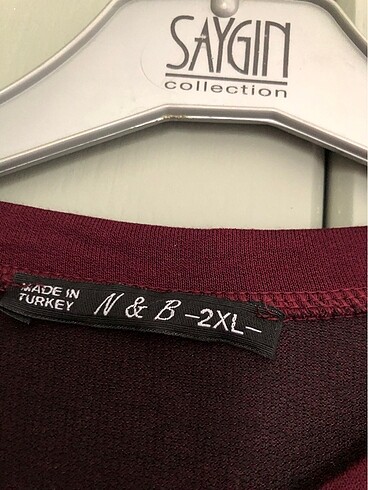 SAYGIN
collection
MADE IN
TURKEY
N & B -2XL-